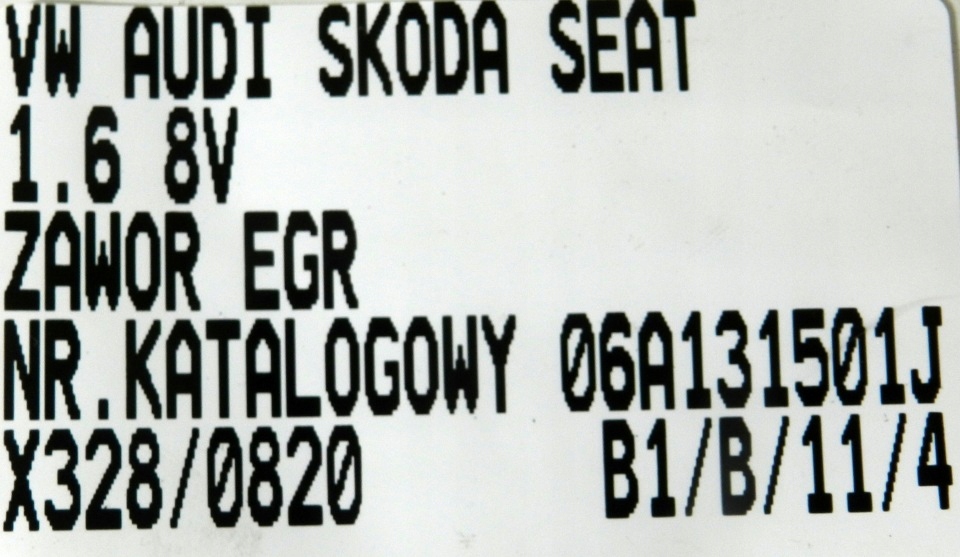 VW AUDI SKODA SEAT
1.6 8V
ZAWOR EGR
NR.KATALOGOWY 06A131501J
X328/0820 B1/B/11/4